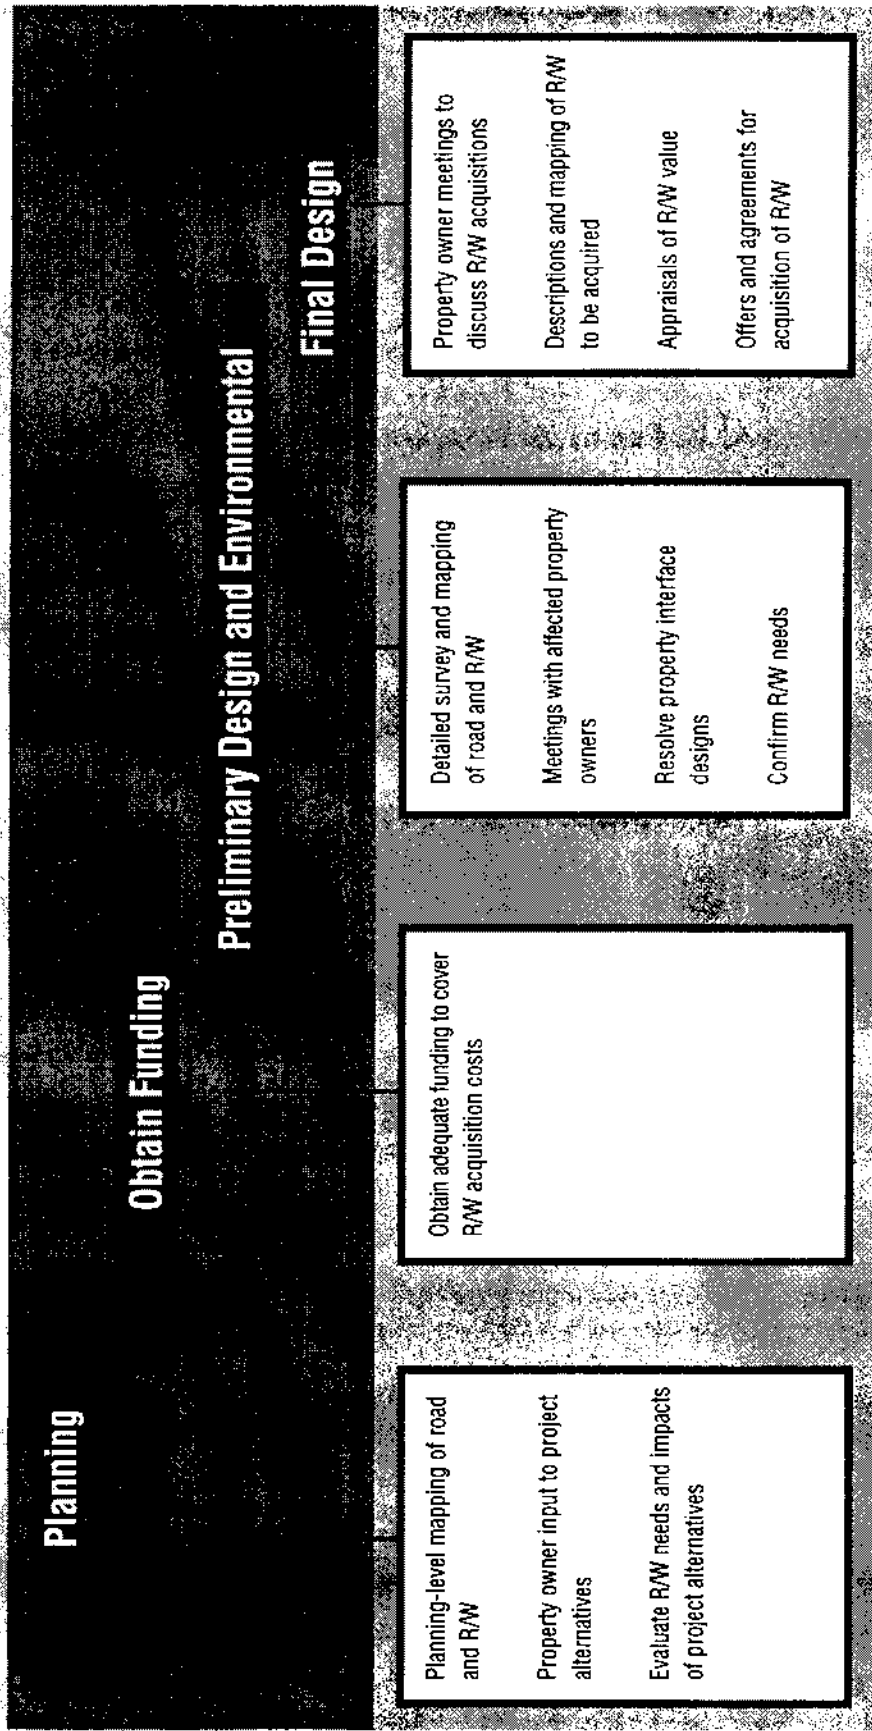 Planning
Obtain Funding
Preliminary Design and Environmental
Final Design
Planning-level mapping of road
and R/W
Property owner input to project
alternatives
Evaluate R/W needs and impacts
of project alternatives
Obtain adequate funding to cover
R/W acquisition costs
Detailed survey and mapping
of road and R/W
Meetings with affected property
owners
Resolve property interface
designs
Confirm R/W needs
Property owner meetings to
discuss R/W acquisitions
Descriptions and mapping of R/W
to be acquired
Appraisals of R/W value
Offers and agreements for
acquisition of R/W